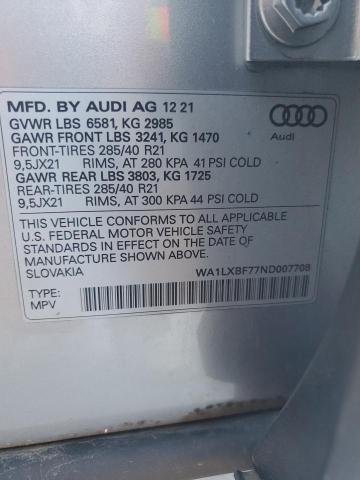 MFD. BY AUDI AG 12 21
GVWR LBS 6581, KG 2985
GAWR FRONT LBS 3241, KG 1470
FRONT-TIRES 285/40 R21
9,5JX21 RIMS, AT 280 KPA 41 PSI COLD
GAWR REAR LBS 3803, KG 1725
REAR-TIRES 285/40 R21
9,5JX21 RIMS, AT 300 KPA 44 PSI COLD
Audi
THIS VEHICLE CONFORMS TO ALL APPLICABLE
U.S. FEDERAL MOTOR VEHICLE SAFETY
STANDARDS IN EFFECT ON THE DATE OF
MANUFACTURE SHOWN ABOVE.
SLOVAKIA WA1LXBF77ND007708
TYPE:
MPV